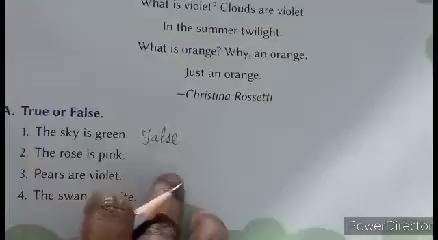 What is violet? Clouds are violet
In the summer twilight.
What is orange? Why, an orange,
Just an orange.
—Christina Rossetti
A. True or False.
1. The sky is green. False
2. The rose is pink.
3. Pears are violet.
4. The swan
PowerDirector